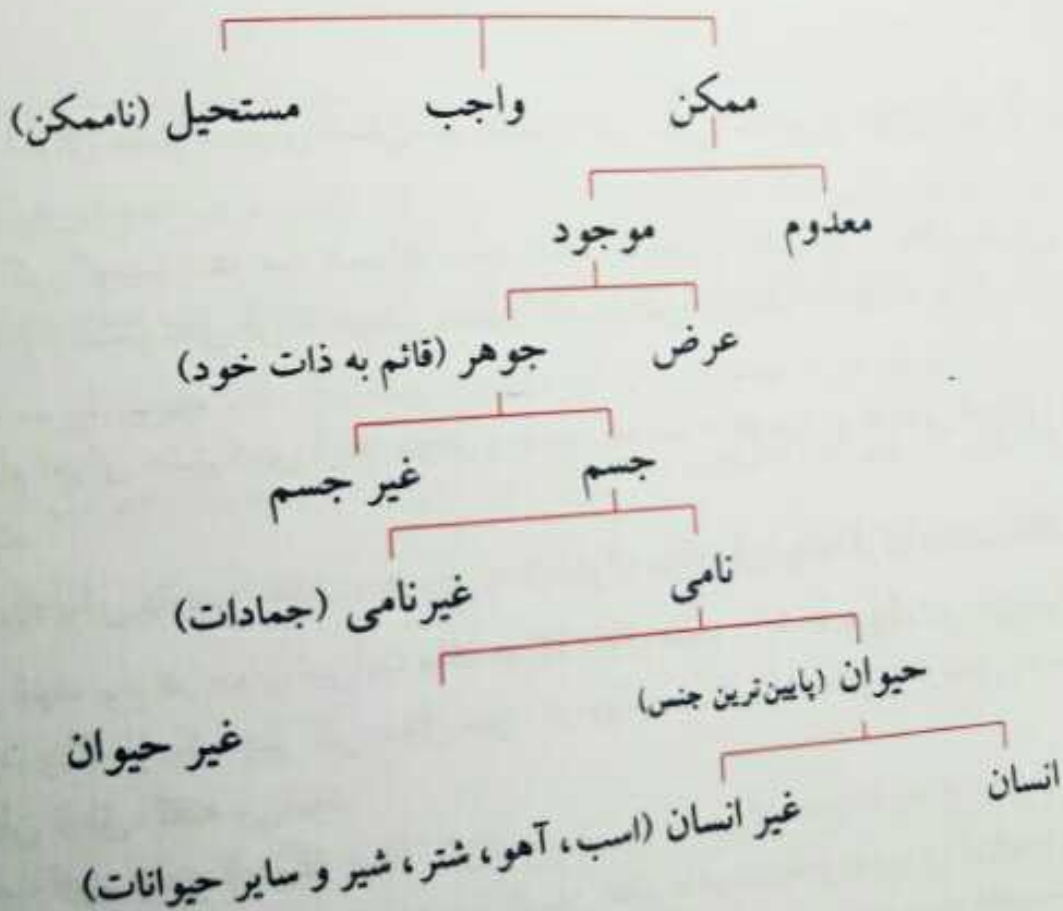 ممکن واجب مستحیل (ناممکن)
معدوم موجود
عرض جوهر (قائم به ذات خود)
جسم غیر جسم
نامی غیرنامی (جمادات)
حیوان (پایین‌ترین جنس) غیر حیوان
انسان غیر انسان (اسب، آهو، شتر، شیر و سایر حیوانات)